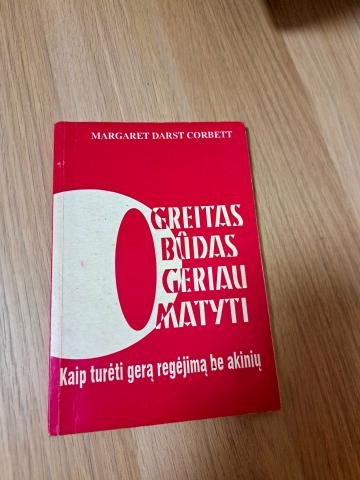 MARGARET DARST CORBETT
GREITAS
BŪDAS
GERIAU
MATYTI
Kaip turėti gerą regėjimą be akinių